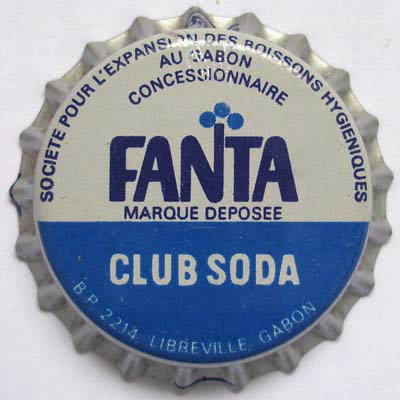 SOCIETE POUR L'EXPANSION DES BOISSONS HYGIENIQUES
AU GABON
CONCESSIONNAIRE
FANTA
MARQUE DEPOSEE
CLUB SODA
B.P. 2214, LIBREVILLE, GABON